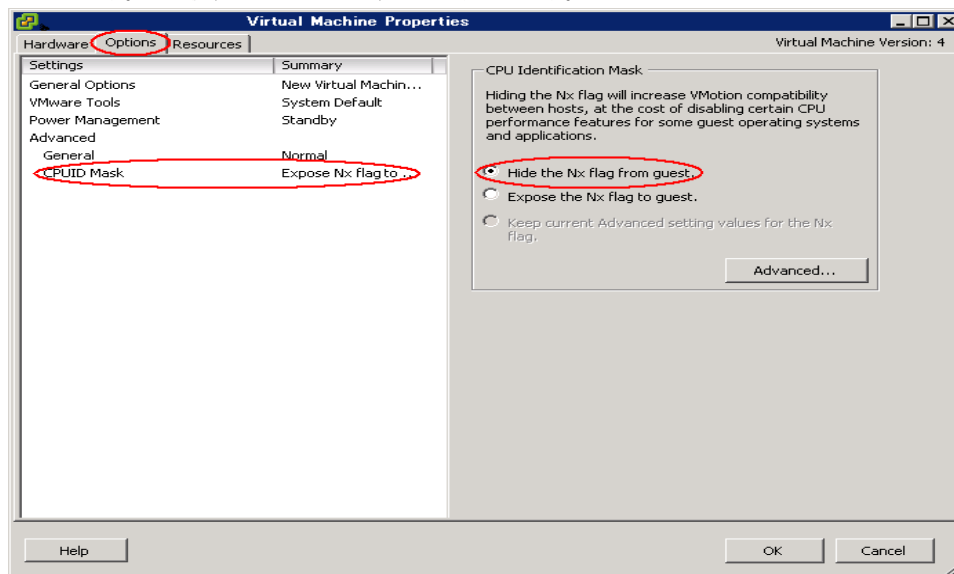 Virtual Machine Properties
Hardware Options Resources Virtual Machine Version: 4
Settings Summary
General Options New Virtual Machin...
VMware Tools System Default
Power Management Standby
Advanced
General Normal
CPUID Mask Expose Nx flag to ...
CPU Identification Mask
Hiding the Nx flag will increase VMotion compatibility
between hosts, at the cost of disabling certain CPU
performance features for some guest operating systems
and applications.
Hide the Nx flag from guest.
Expose the Nx flag to guest.
Keep current Advanced setting values for the Nx
flag.
Advanced...
Help OK Cancel